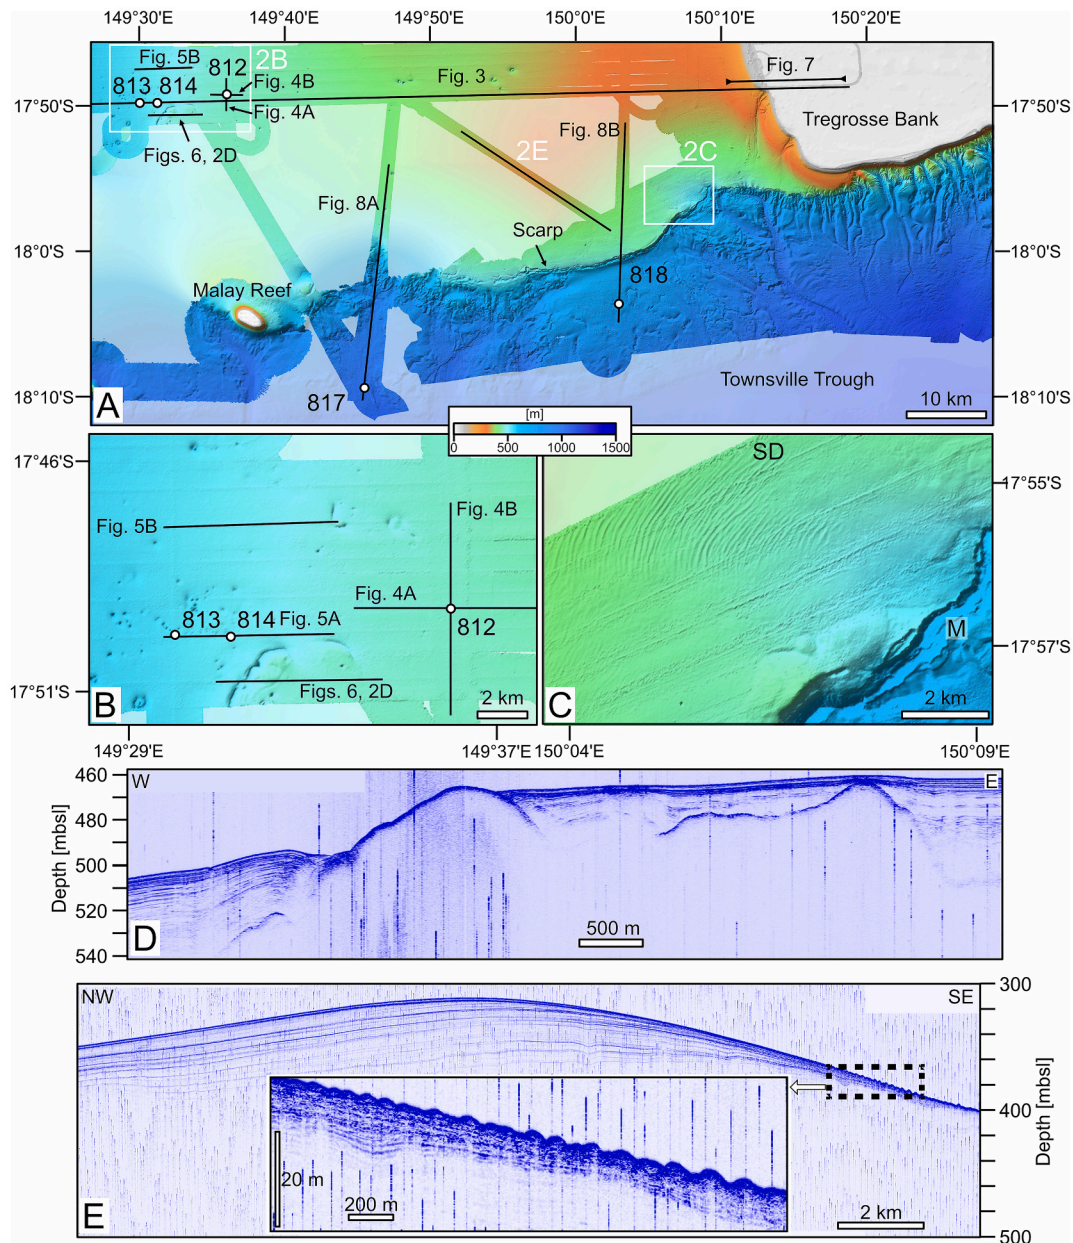 149°30'E 149°40'E 149°50'E 150°0'E 150°10'E 150°20'E
Fig. 5B
2B
812
Fig. 3
Fig. 7
813 814
Fig. 4B
17°50'S
17°50'S
Fig. 4A
Tregrosse Bank
Fig. 8B
Figs. 6, 2D
2E
2C
Fig. 8A
Scarp
18°0'S
18°0'S
818
Malay Reef
Townsville Trough
18°10'S
18°10'S
A
817
10 km
[m]
0 500 1000 1500
17°46'S
SD
17°55'S
Fig. 4B
Fig. 5B
Fig. 4A
813 814 Fig. 5A
812
M
17°57'S
17°51'S
B
Figs. 6, 2D
2 km
C
2 km
149°29'E 149°37'E 150°04'E 150°09'E
460
W
E
480
500
520
540
Depth [mbsl]
D
500 m
NW
SE
300
400
500
Depth [mbsl]
20 m
200 m
E
2 km